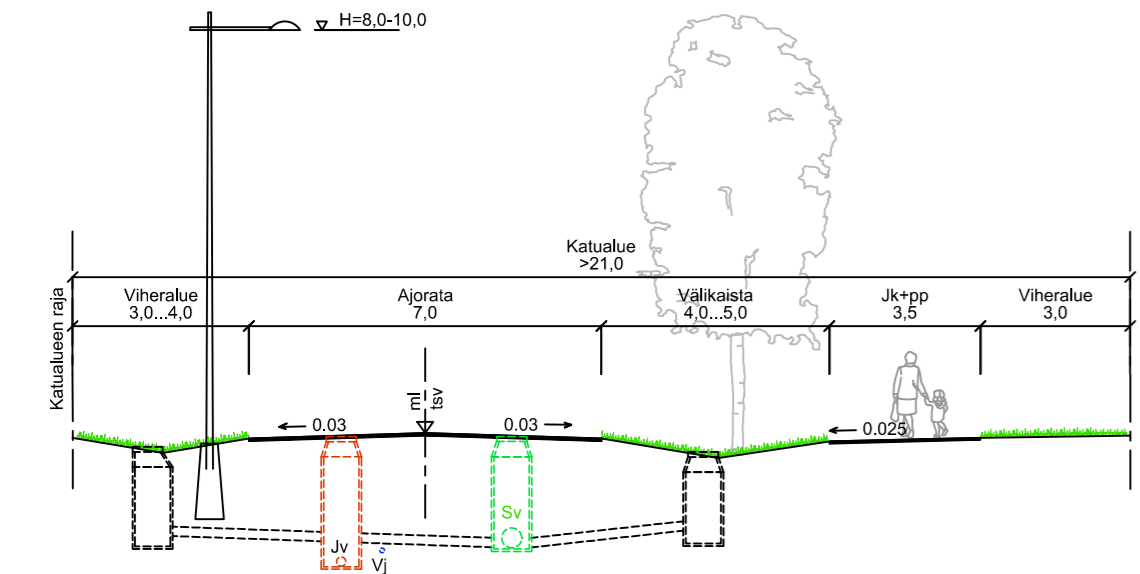 H=8,0-10,0
Katualue
>21,0
Viheralue
3,0...4,0
Ajorata
7,0
Välikaista
4,0...5,0
Jk+pp
3,5
Viheralue
3,0
Katualueen raja
ml
tsv
0.03
0.03
0.025
Sv
Jv
Vj